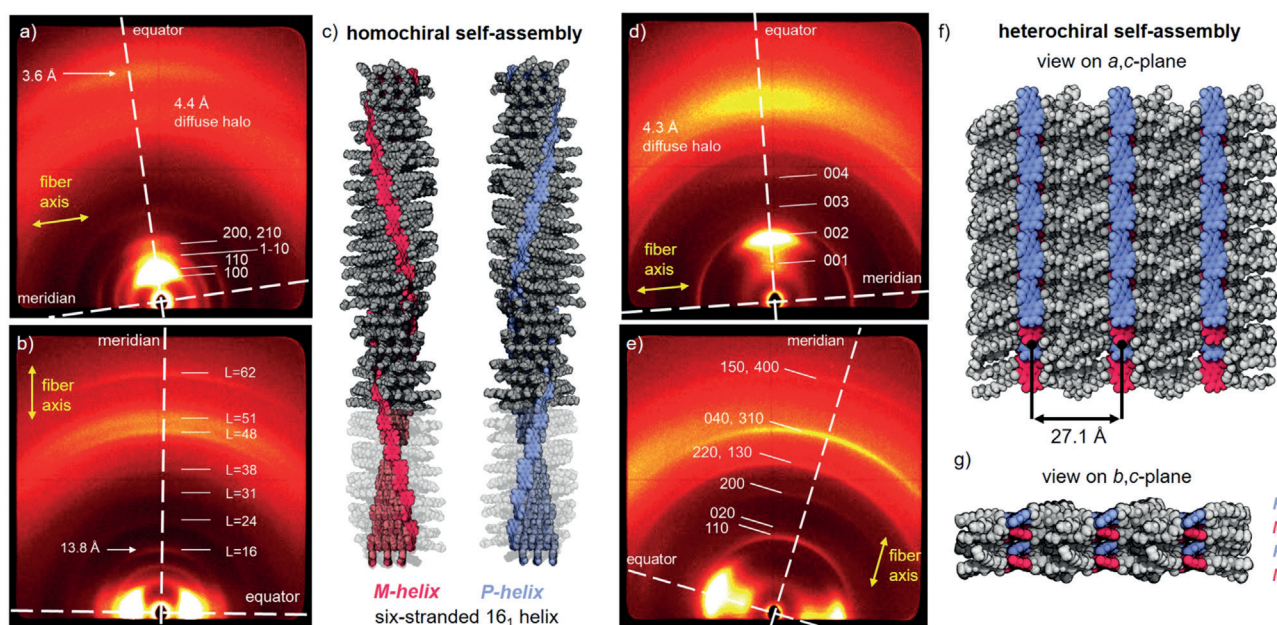 a)
equator
3.6 Å
4.4 Å
diffuse halo
fiber
axis
200, 210
1-10
110
100
meridian
b)
meridian
fiber
axis
L=62
L=51
L=48
L=38
L=31
L=24
L=16
13.8 Å
equator
c)
homochiral self-assembly
M-helix
P-helix
six-stranded 16₁ helix
d)
equator
4.3 Å
diffuse halo
004
003
002
001
fiber
axis
meridian
e)
meridian
150, 400
040, 310
220, 130
200
020
110
equator
fiber
axis
f)
heterochiral self-assembly
view on a,c-plane
27.1 Å
g)
view on b,c-plane